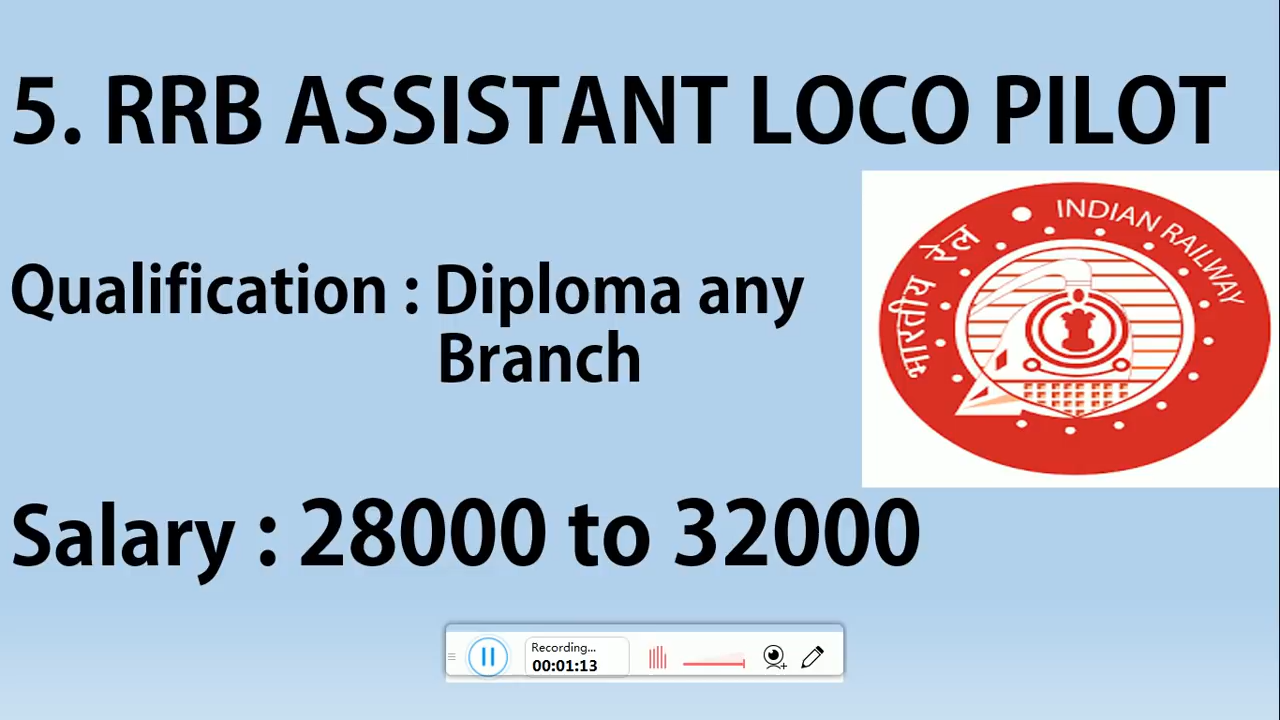 5. RRB ASSISTANT LOCO PILOT
भारतीय रेल
INDIAN RAILWAY
Qualification : Diploma any
Branch
Salary : 28000 to 32000
Recording...
00:01:13